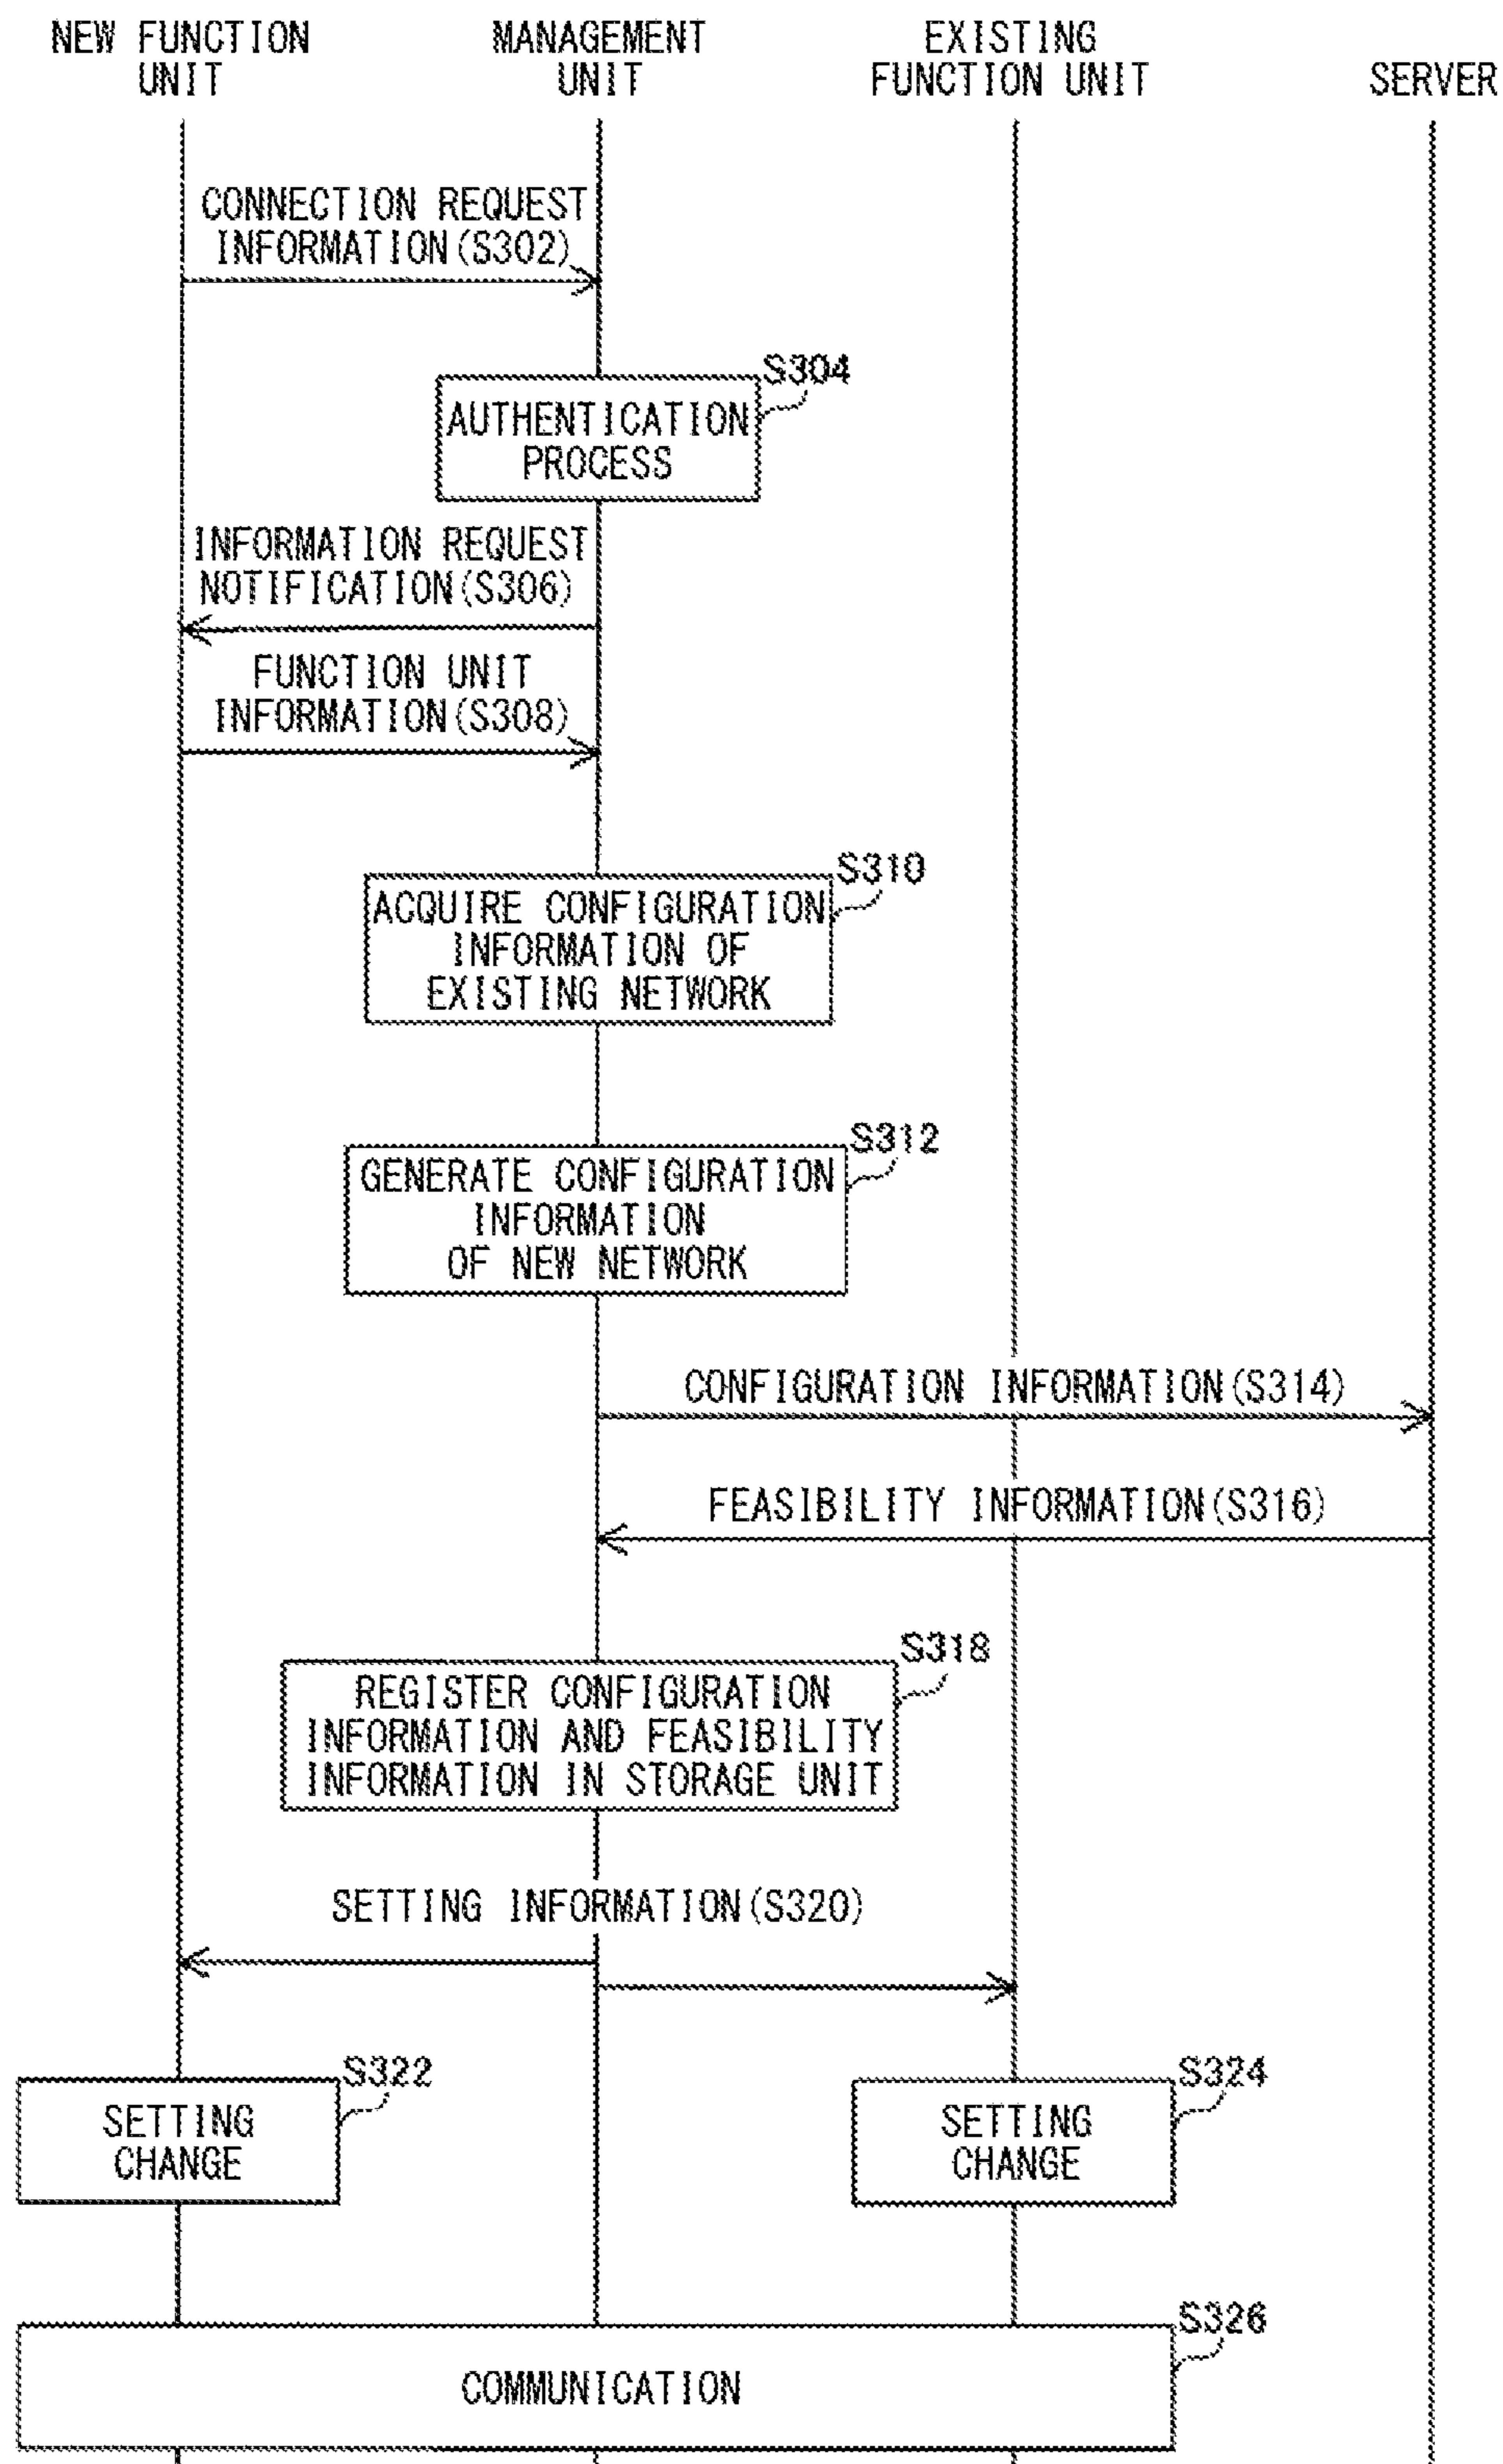 NEW FUNCTION
UNIT
MANAGEMENT
UNIT
EXISTING
FUNCTION UNIT
SERVER
CONNECTION REQUEST
INFORMATION(S302)
S304
AUTHENTICATION
PROCESS
INFORMATION REQUEST
NOTIFICATION(S306)
FUNCTION UNIT
INFORMATION(S308)
S310
ACQUIRE CONFIGURATION
INFORMATION OF
EXISTING NETWORK
S312
GENERATE CONFIGURATION
INFORMATION
OF NEW NETWORK
CONFIGURATION INFORMATION(S314)
FEASIBILITY INFORMATION(S316)
S318
REGISTER CONFIGURATION
INFORMATION AND FEASIBILITY
INFORMATION IN STORAGE UNIT
SETTING INFORMATION(S320)
S322
SETTING
CHANGE
S324
SETTING
CHANGE
S326
COMMUNICATION